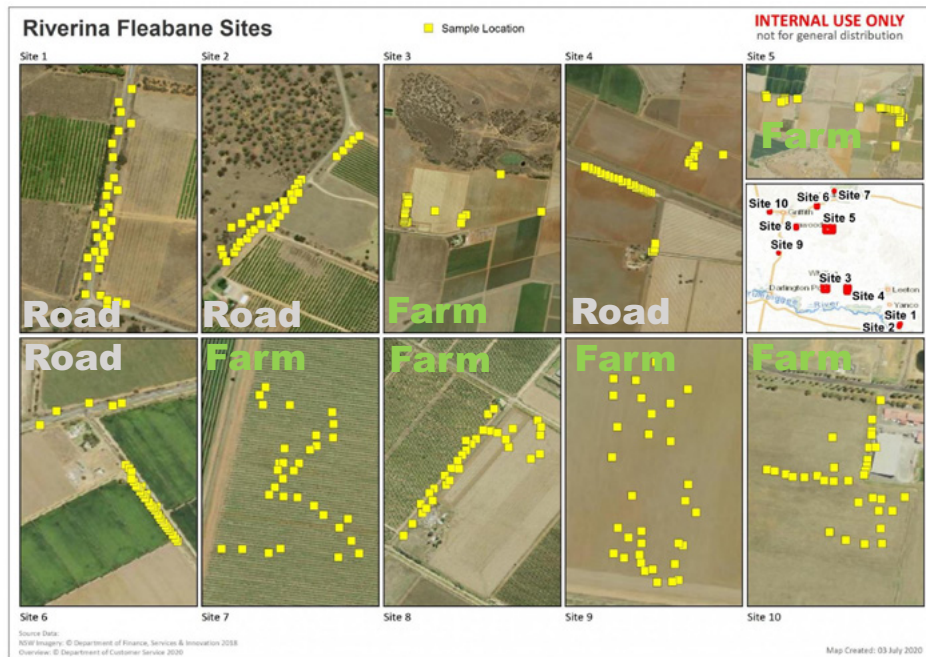 Riverina Fleabane Sites
Sample Location
INTERNAL USE ONLY
not for general distribution
Site 1
Site 2
Site 3
Site 4
Site 5
Road
Road
Farm
Road
Farm
Site 10
Site 6
Site 7
Griffith
Site 8
Site 5
Site 9
Site 3
Darlington
Site 4
Leeton
Yanco
River
Site 1
Site 2
Road
Farm
Farm
Farm
Farm
Site 6
Site 7
Site 8
Site 9
Site 10
Source Data:
NSW Imagery: © Department of Finance, Services & Innovation 2018
Overview: © Department of Customer Service 2020
Map Created: 03 July 2020